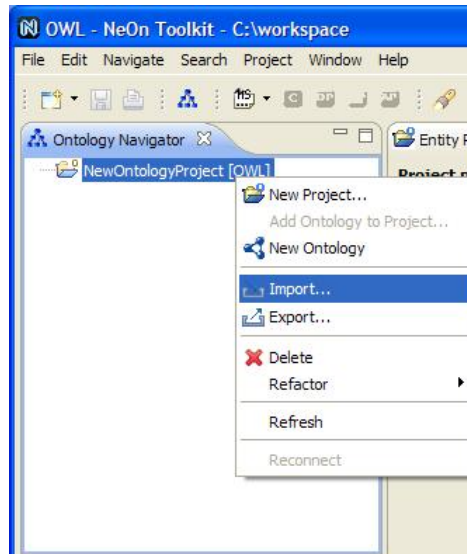 OWL - NeOn Toolkit - C:\workspace
File Edit Navigate Search Project Window Help
Ontology Navigator
Entity
NewOntologyProject [OWL]
Project
New Project...
Add Ontology to Project...
New Ontology
Import...
Export...
Delete
Refactor
Refresh
Reconnect